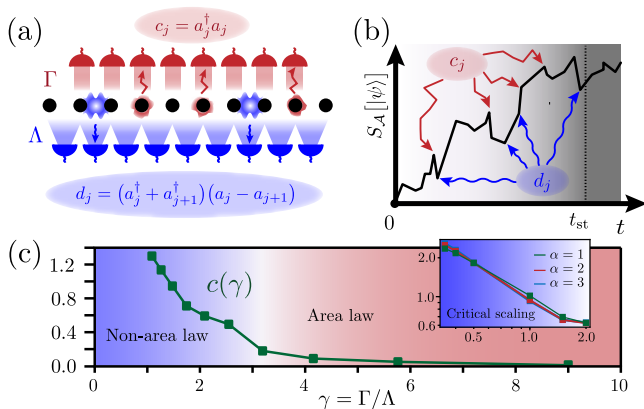 (a)
c_j = a_j^† a_j
Γ
Λ
d_j = (a_j^† + a_{j+1}^†)(a_j − a_{j+1})
(b)
S_A[|ψ⟩]
c_j
d_j
0
t_st
t
(c)
1.2
0.8
0.4
0.0
c(γ)
Non-area law
Area law
α = 1
α = 2
α = 3
1.0
0.6
Critical scaling
0.5 1.0 2.0
0 2 4 6 8 10
γ = Γ/Λ